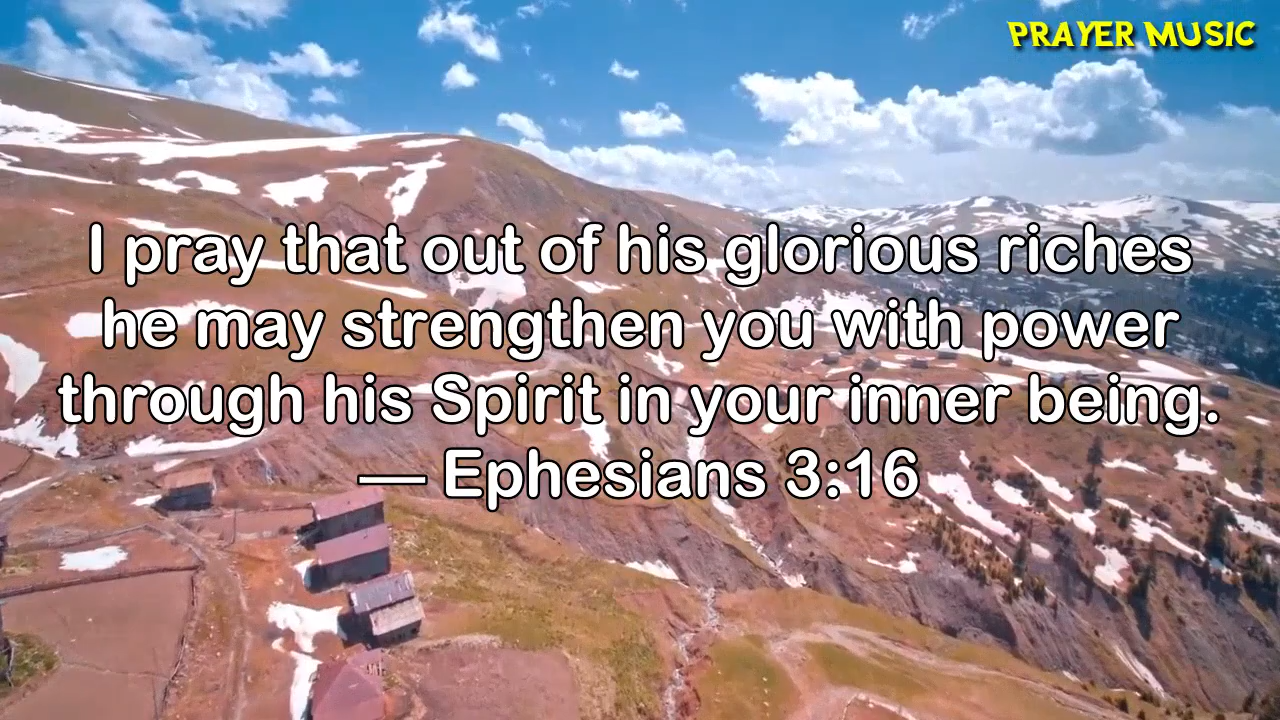 PRAYER MUSIC
I pray that out of his glorious riches
he may strengthen you with power
through his Spirit in your inner being.
— Ephesians 3:16